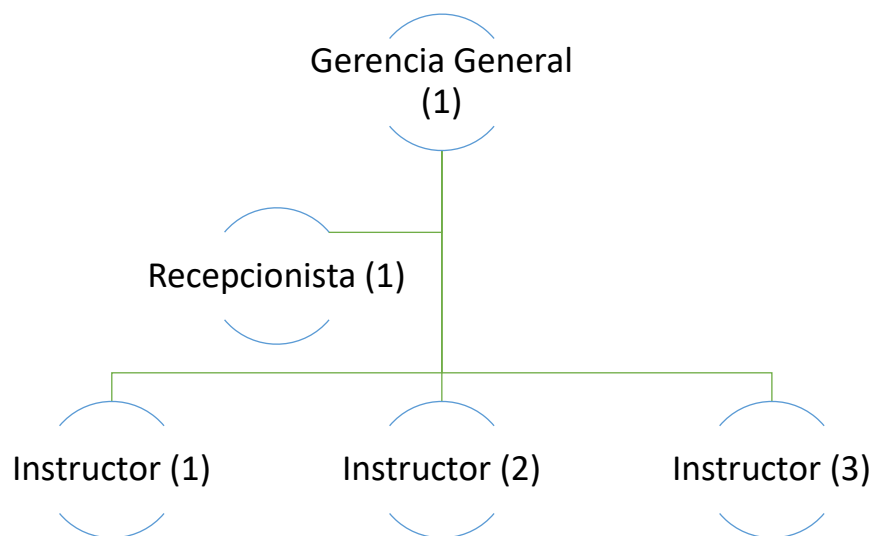 Gerencia General
(1)
Recepcionista (1)
Instructor (1)
Instructor (2)
Instructor (3)